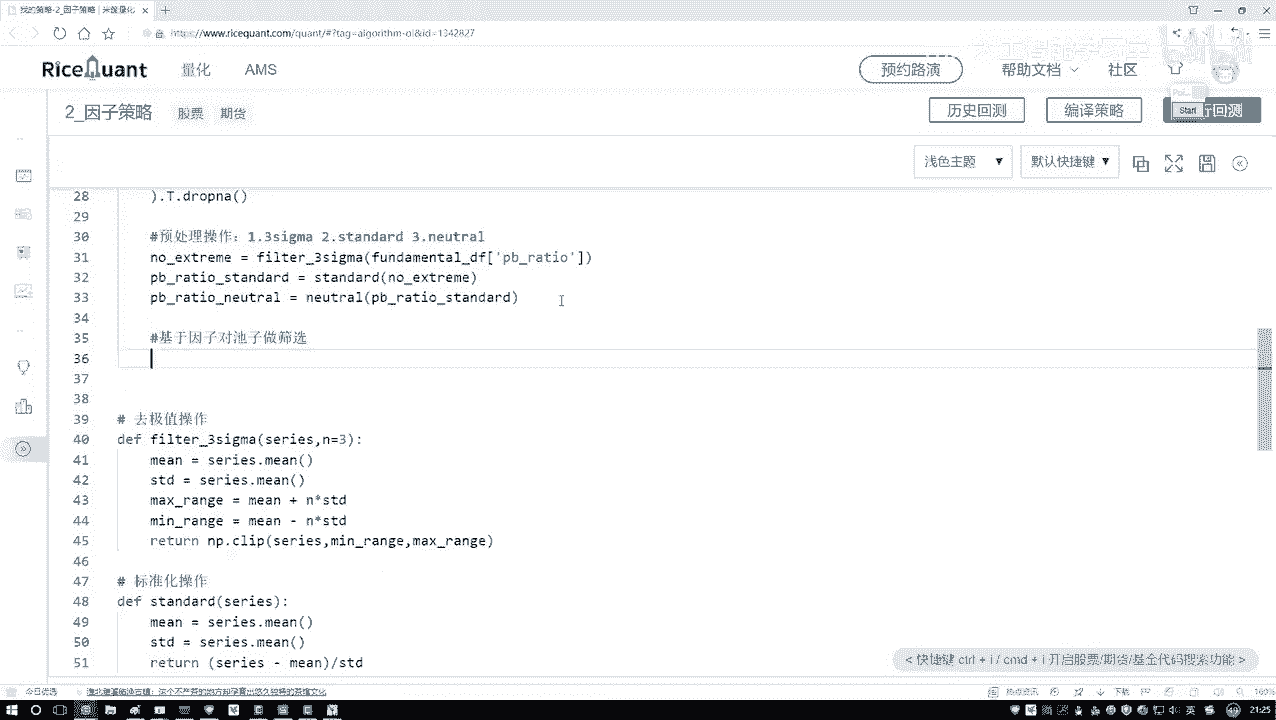 我的策略-2_因子策略 | 米筐量化
https://www.ricequant.com/quant/#?tag=algorithm-ol&id=1342827
RiceQuant 量化 AMS 预约路演 帮助文档 社区
2_因子策略 股票 期货 历史回测 编译策略 行回测
Start
浅色主题 默认快捷键
28 ).T.dropna()
29
30 #预处理操作：1.3sigma 2.standard 3.neutral
31 no_extreme = filter_3sigma(fundamental_df['pb_ratio'])
32 pb_ratio_standard = standard(no_extreme)
33 pb_ratio_neutral = neutral(pb_ratio_standard)
34
35 #基于因子对池子做筛选
36
37
38
39 # 去极值操作
40 def filter_3sigma(series,n=3):
41 mean = series.mean()
42 std = series.mean()
43 max_range = mean + n*std
44 min_range = mean - n*std
45 return np.clip(series,min_range,max_range)
46
47 # 标准化操作
48 def standard(series):
49 mean = series.mean()
50 std = series.mean()
51 return (series - mean)/std
< 快捷键 ctrl + i / cmd + i 开启股票/期货/基金代码搜索功能 >
今日优选
英
21:25